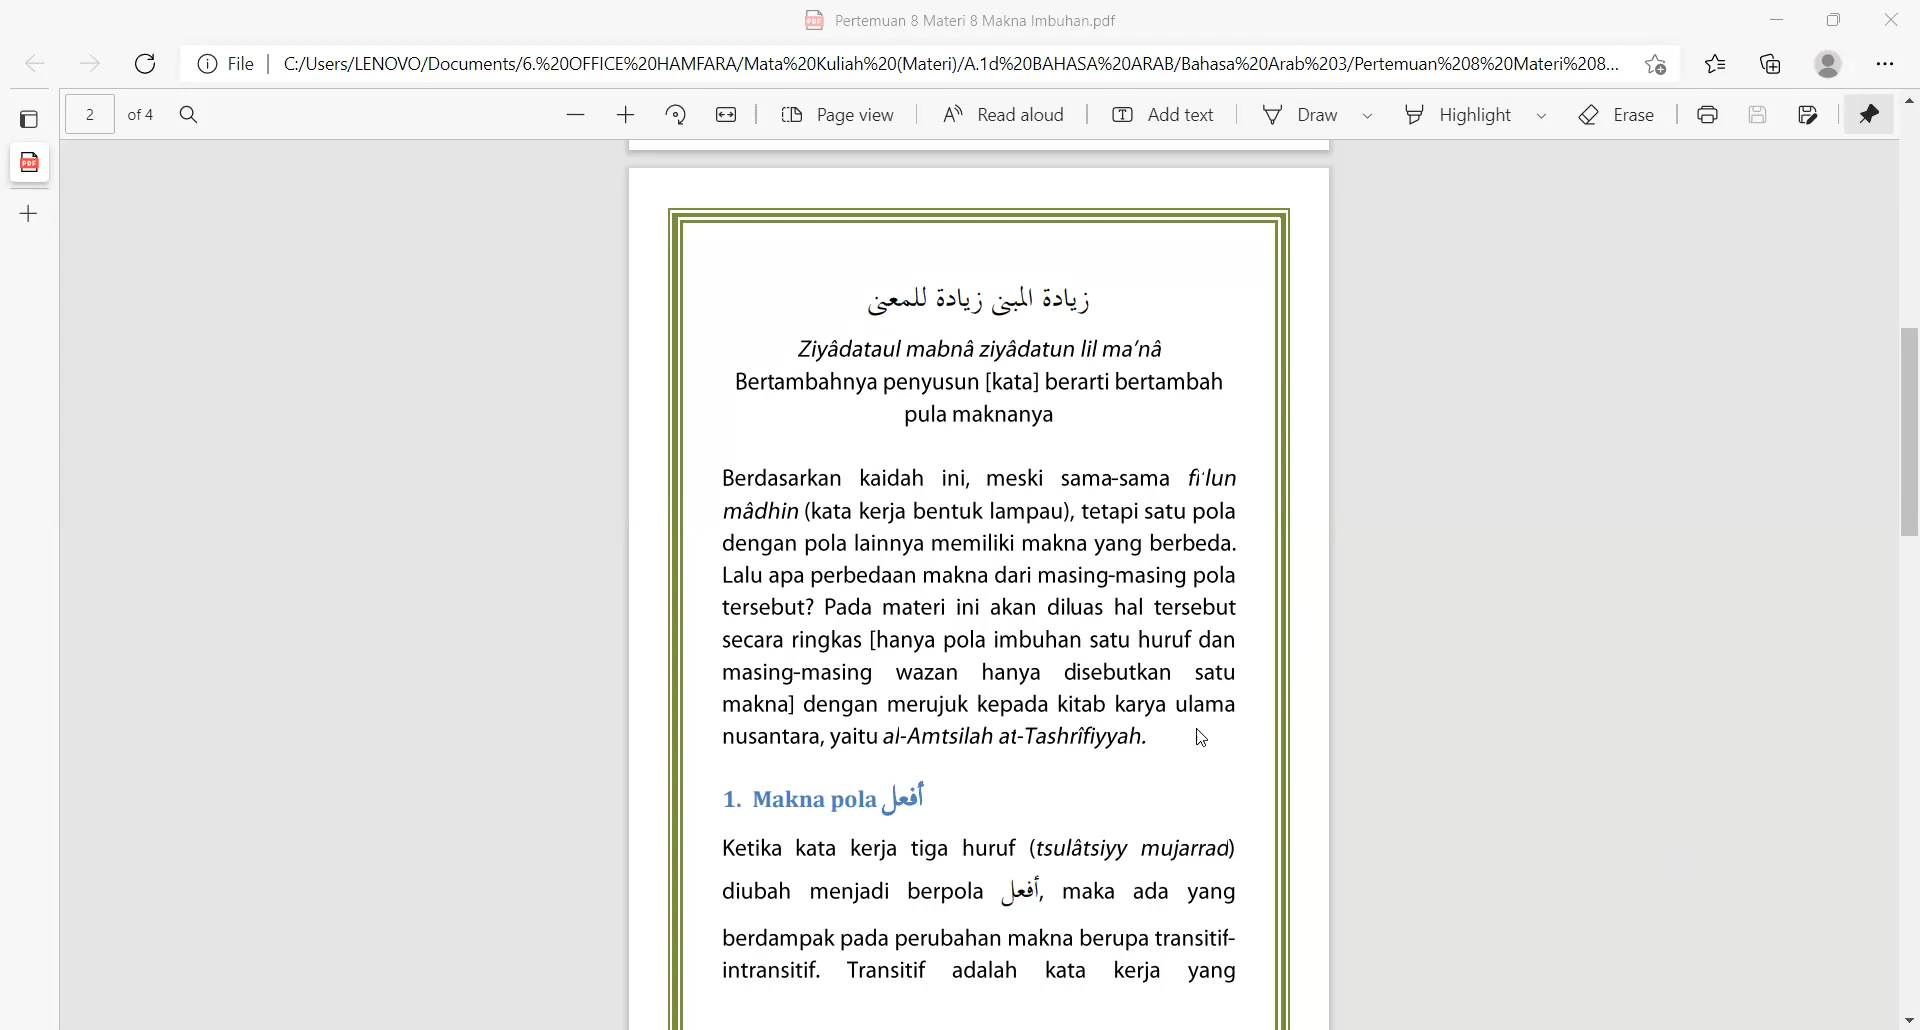 Pertemuan 8 Materi 8 Makna Imbuhan.pdf
File | C:/Users/LENOVO/Documents/6.%20OFFICE%20HAMFARA/Mata%20Kuliah%20(Materi)/A.1d%20BAHASA%20ARAB/Bahasa%20Arab%203/Pertemuan%208%20Materi%208...
2 of 4 Page view Read aloud Add text Draw Highlight Erase
زيادة المبنى زيادة للمعنى
Ziyâdataul mabnâ ziyâdatun lil ma’nâ
Bertambahnya penyusun [kata] berarti bertambah
pula maknanya
Berdasarkan kaidah ini, meski sama-sama fi‘lun
mâdhin (kata kerja bentuk lampau), tetapi satu pola
dengan pola lainnya memiliki makna yang berbeda.
Lalu apa perbedaan makna dari masing-masing pola
tersebut? Pada materi ini akan diluas hal tersebut
secara ringkas [hanya pola imbuhan satu huruf dan
masing-masing wazan hanya disebutkan satu
makna] dengan merujuk kepada kitab karya ulama
nusantara, yaitu al-Amtsilah at-Tashrîfiyyah.
1. Makna pola أفعل
Ketika kata kerja tiga huruf (tsulâtsiyy mujarrad)
diubah menjadi berpola أفعل, maka ada yang
berdampak pada perubahan makna berupa transitif-
intransitif. Transitif adalah kata kerja yang